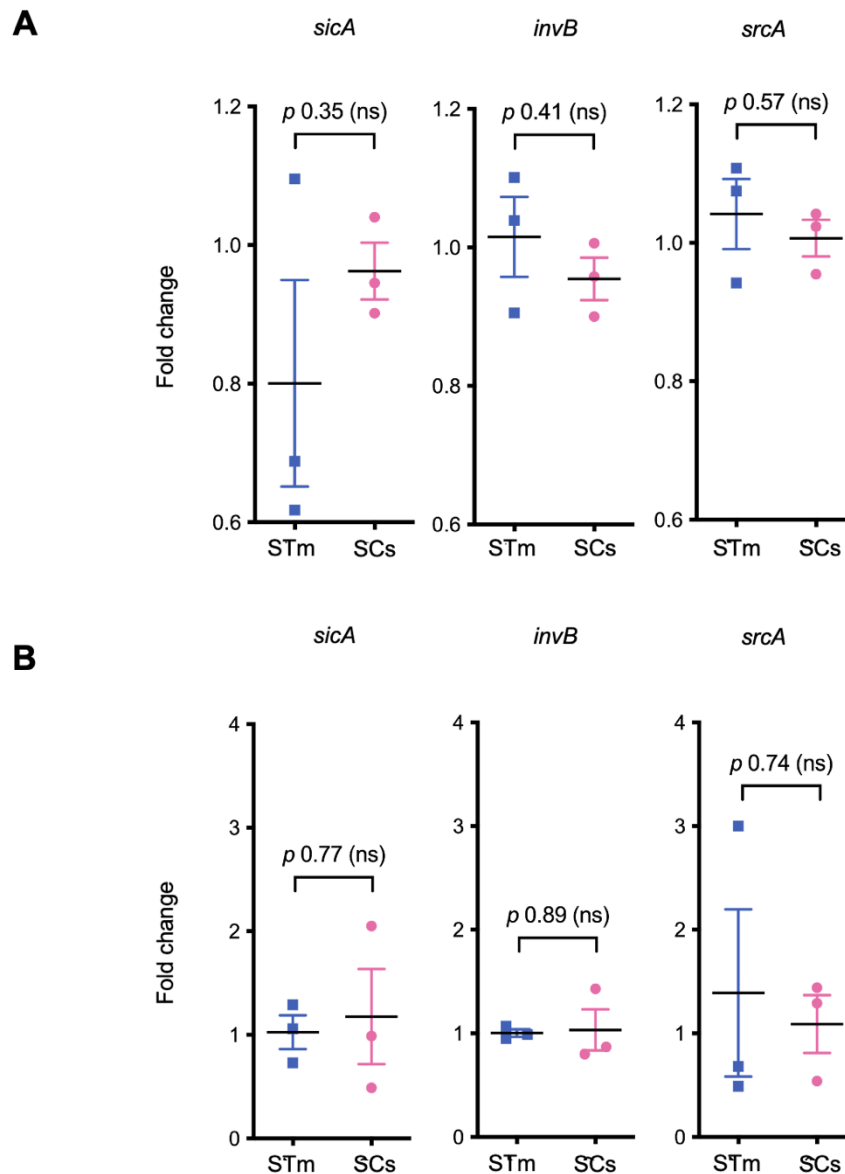 A
sicA
invB
srcA
p 0.35 (ns)
p 0.41 (ns)
p 0.57 (ns)
Fold change
1.2
1.0
0.8
0.6
1.2
1.0
0.8
0.6
1.2
1.0
0.8
0.6
STm SCs
STm SCs
STm SCs
B
sicA
invB
srcA
p 0.77 (ns)
p 0.89 (ns)
p 0.74 (ns)
Fold change
4
3
2
1
0
4
3
2
1
0
4
3
2
1
0
STm SCs
STm SCs
STm SCs